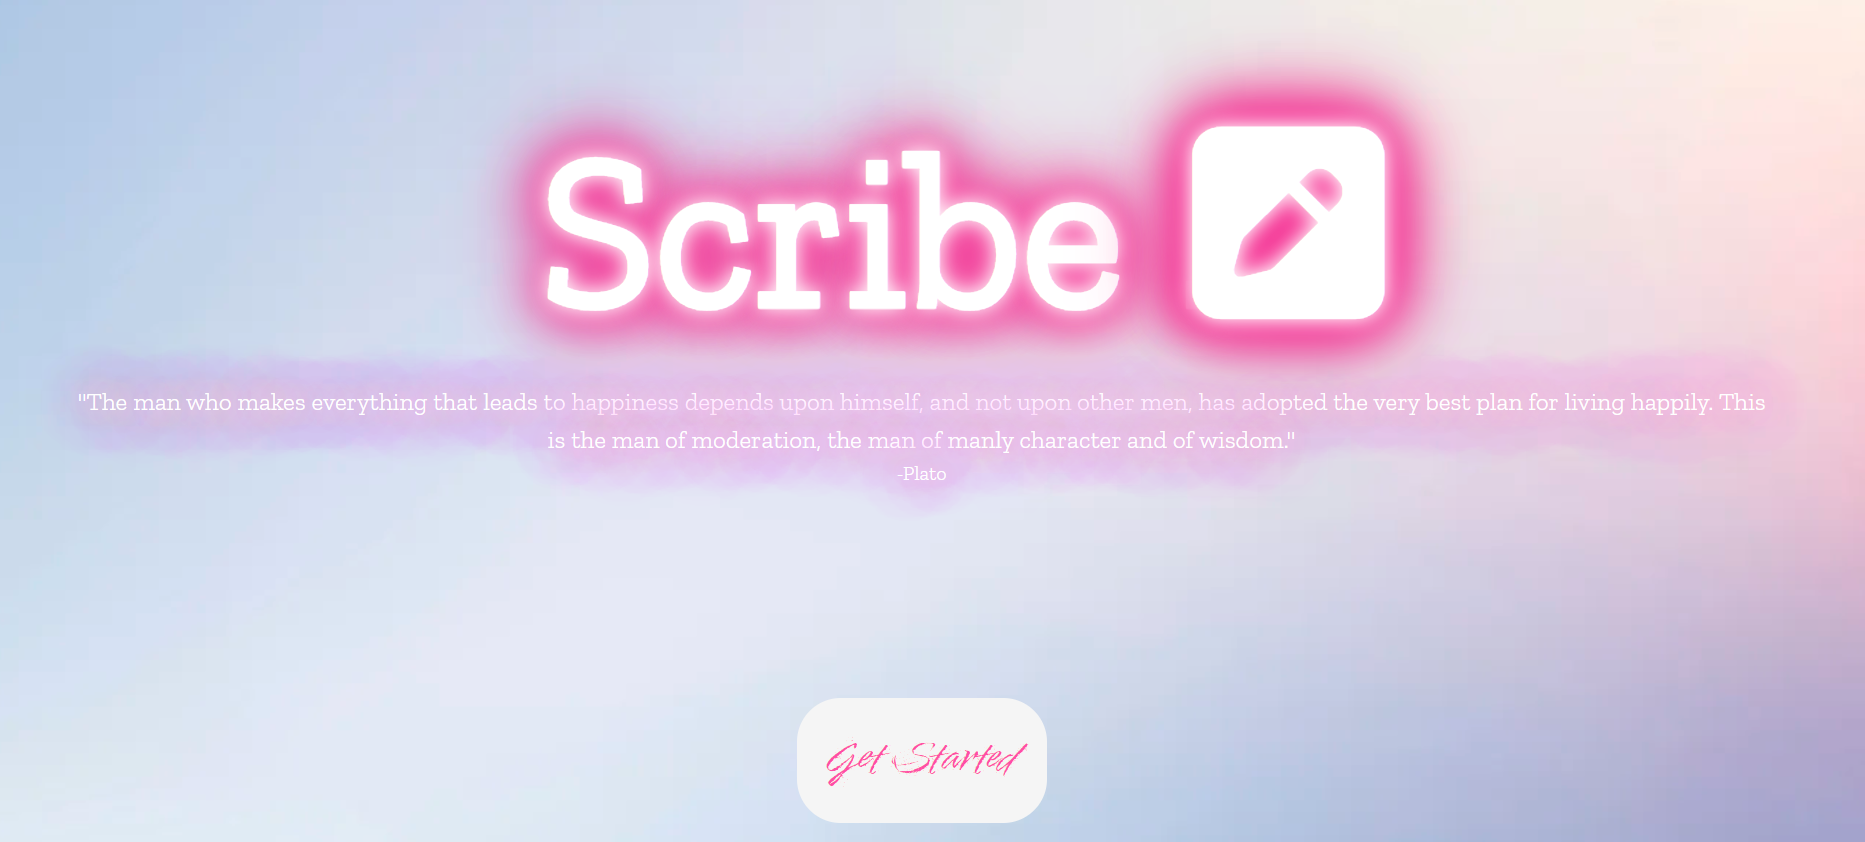 Scribe
"The man who makes everything that leads to happiness depends upon himself, and not upon other men, has adopted the very best plan for living happily. This
is the man of moderation, the man of manly character and of wisdom."
-Plato
Get Started